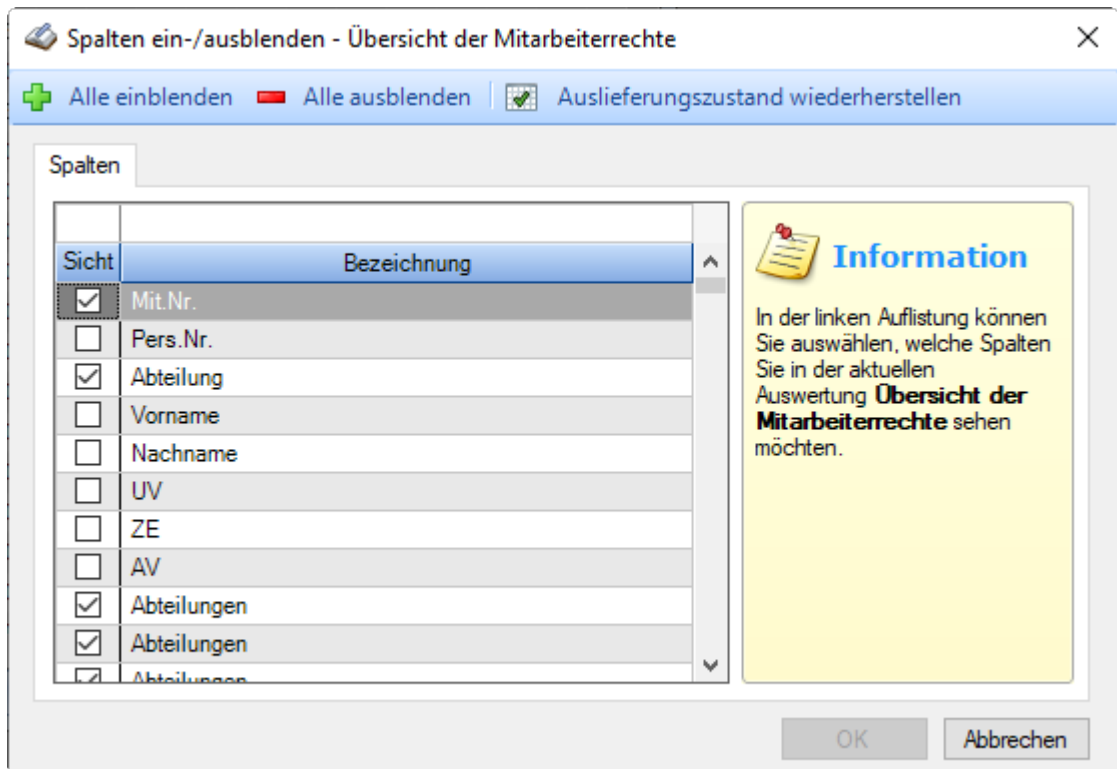 Spalten ein-/ausblenden - Übersicht der Mitarbeiterrechte
Alle einblenden Alle ausblenden Auslieferungszustand wiederherstellen
Spalten
Sicht Bezeichnung
Mit.Nr.
Pers.Nr.
Abteilung
Vorname
Nachname
UV
ZE
AV
Abteilungen
Abteilungen
Abteilungen
Information
In der linken Auflistung können
Sie auswählen, welche Spalten
Sie in der aktuellen
Auswertung Übersicht der
Mitarbeiterrechte sehen
möchten.
OK Abbrechen